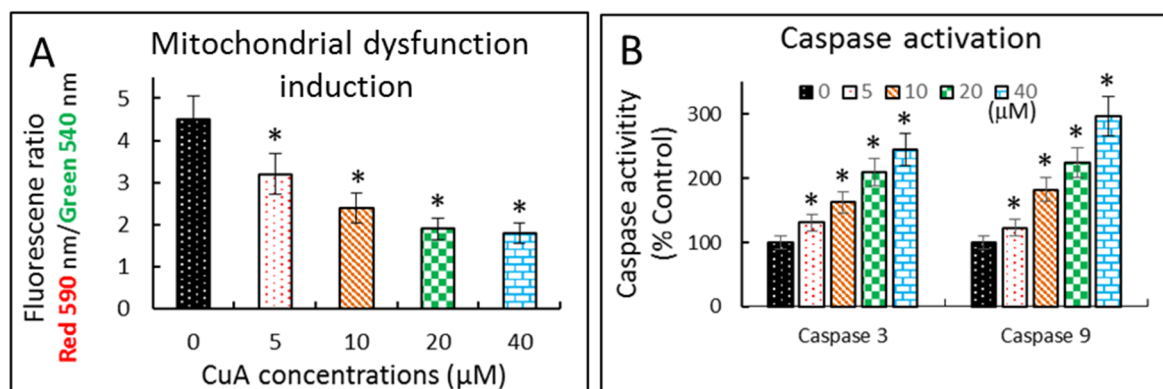 A
Mitochondrial dysfunction
induction
Fluorescene ratio
Red 590 nm/Green 540 nm
5
4
3
2
1
0
*
*
*
*
0 5 10 20 40
CuA concentrations (μM)
B
Caspase activation
0 5 10 20 40
(μM)
Caspase activitity
(% Control)
300
200
100
0
*
*
*
*
*
*
*
*
Caspase 3 Caspase 9